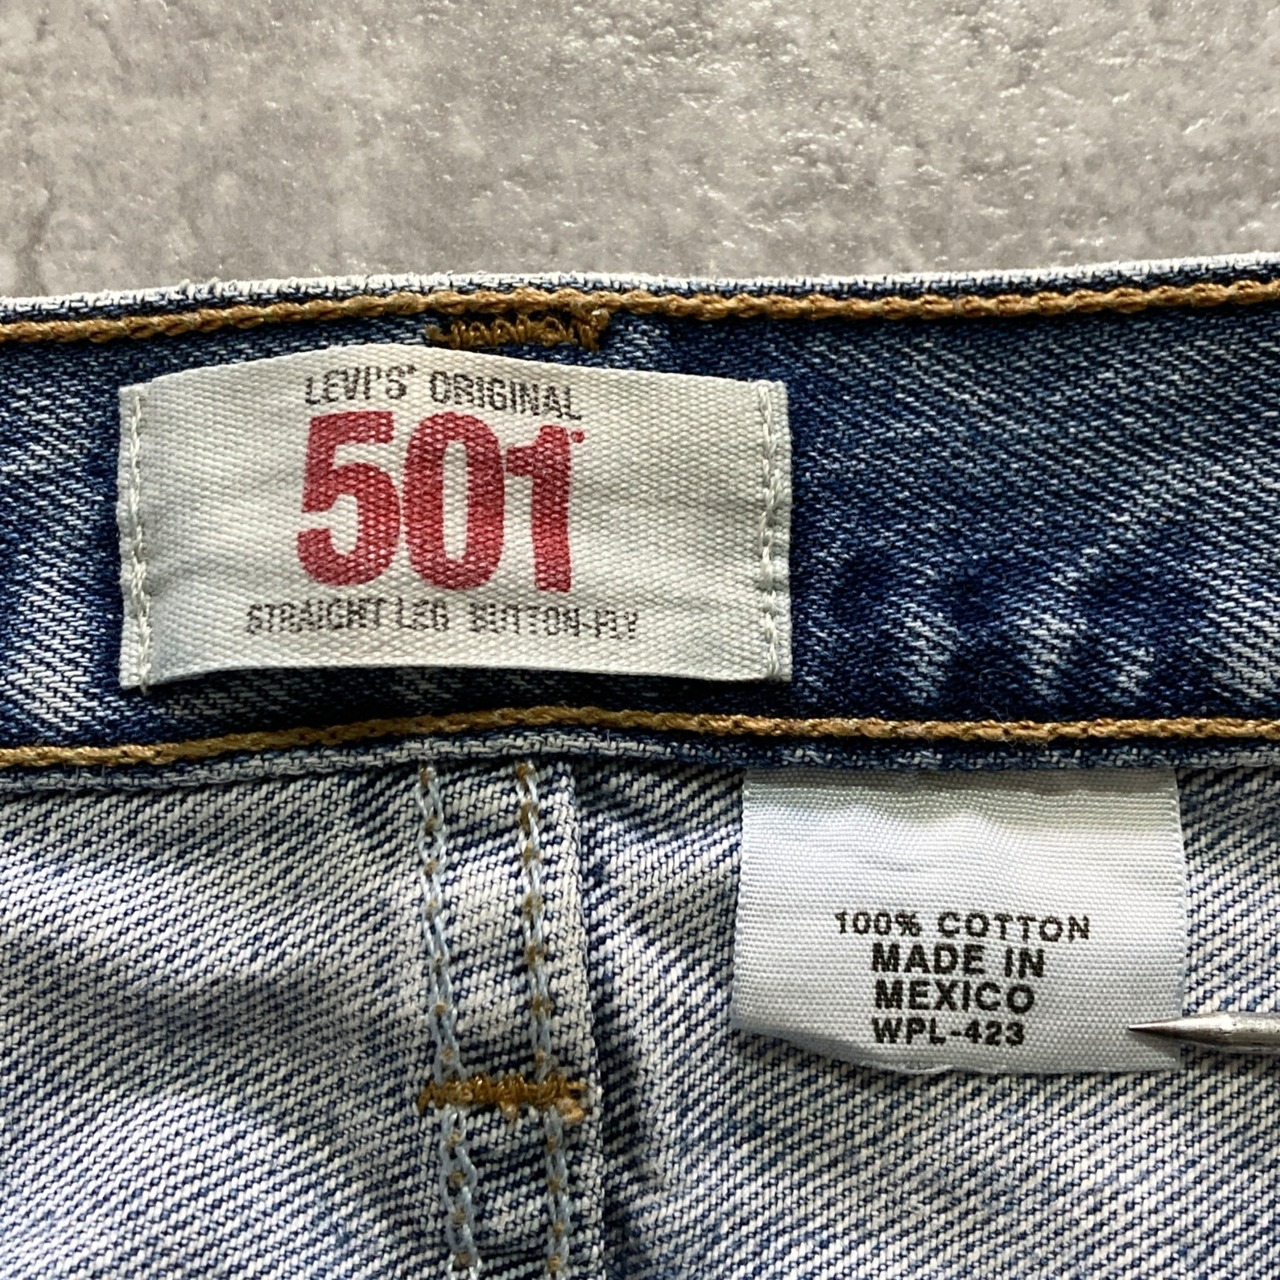 LEVI'S® ORIGINAL
501®
STRAIGHT LEG BUTTON-FLY
100% COTTON
MADE IN
MEXICO
WPL-423